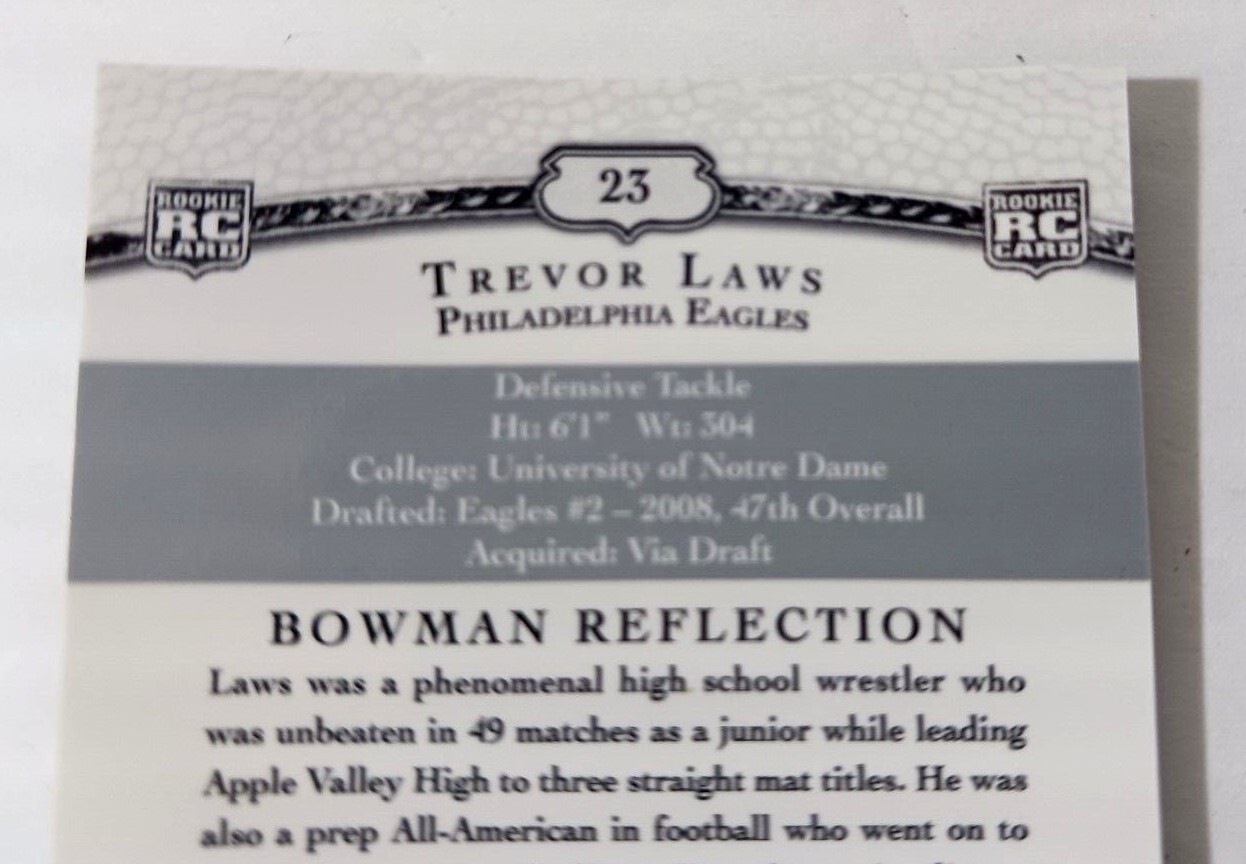 23
ROOKIE
RC
CARD
ROOKIE
RC
CARD
TREVOR LAWS
PHILADELPHIA EAGLES
Defensive Tackle
Ht: 6'1" Wt: 304
College: University of Notre Dame
Drafted: Eagles #2 – 2008, 47th Overall
Acquired: Via Draft
BOWMAN REFLECTION
Laws was a phenomenal high school wrestler who
was unbeaten in 49 matches as a junior while leading
Apple Valley High to three straight mat titles. He was
also a prep All-American in football who went on to